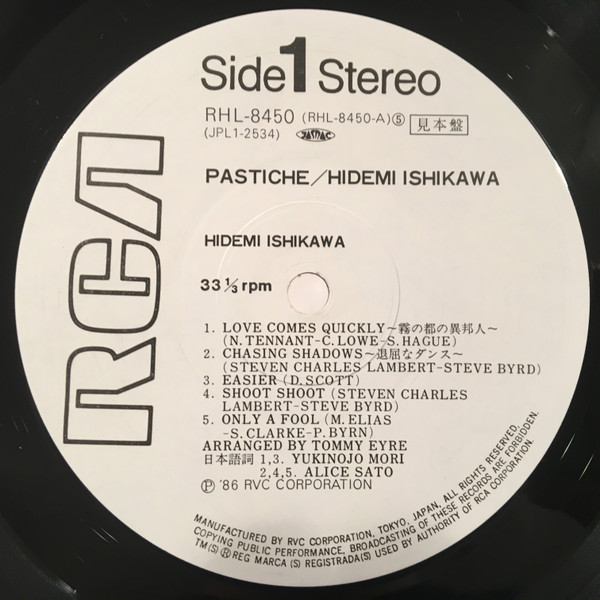 Side 1 Stereo
RHL-8450 (RHL-8450-A)⑤ 見本盤
(JPL1-2534) JASRAC
PASTICHE/HIDEMI ISHIKAWA
RCA
HIDEMI ISHIKAWA
33 1/3 rpm
1. LOVE COMES QUICKLY~霧の都の異邦人~
(N. TENNANT-C. LOWE-S. HAGUE)
2. CHASING SHADOWS~退屈なダンス~
(STEVEN CHARLES LAMBERT-STEVE BYRD)
3. EASIER (D. SCOTT)
4. SHOOT SHOOT (STEVEN CHARLES
LAMBERT-STEVE BYRD)
5. ONLY A FOOL (M. ELIAS
-S. CLARKE-P. BYRN)
ARRANGED BY TOMMY EYRE
日本語詞 1,3. YUKINOJO MORI
2,4,5. ALICE SATO
Ⓟ '86 RVC CORPORATION
MANUFACTURED BY RVC CORPORATION, TOKYO, JAPAN, ALL RIGHTS RESERVED,
COPYING PUBLIC PERFORMANCE, BROADCASTING OF THESE RECORDS ARE FORBIDDEN.
TM(S) ® REG MARCA (S) REGISTRADA(S) USED BY AUTHORITY OF RCA CORPORATION.